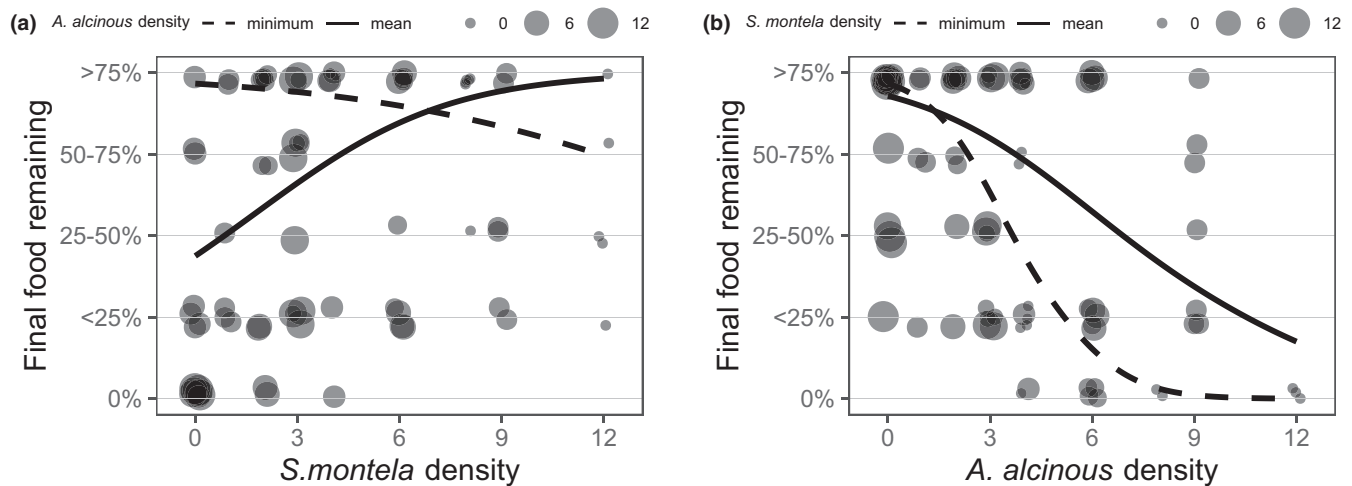 (a) A. alcinous density minimum mean 0 6 12
Final food remaining
>75%
50-75%
25-50%
<25%
0%
0 3 6 9 12
S.montela density
(b) S. montela density minimum mean 0 6 12
Final food remaining
>75%
50-75%
25-50%
<25%
0%
0 3 6 9 12
A. alcinous density